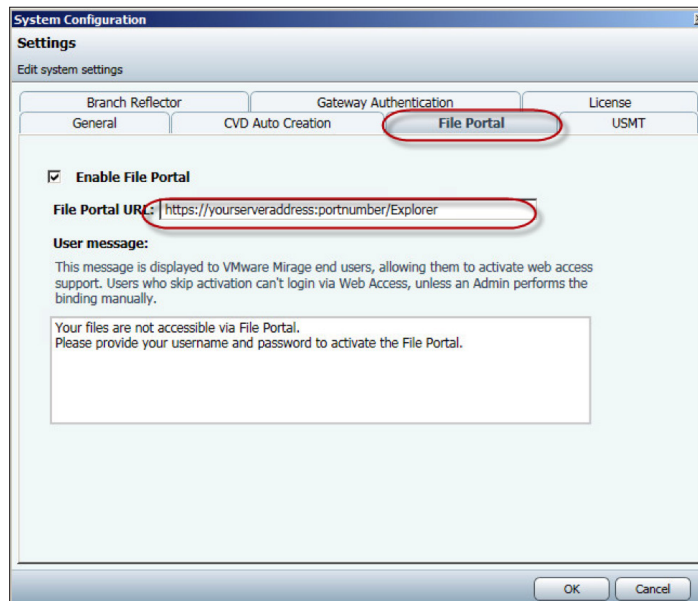 System Configuration
Settings
Edit system settings
Branch Reflector
Gateway Authentication
License
General
CVD Auto Creation
File Portal
USMT
Enable File Portal
File Portal URL: https://yourserveraddress:portnumber/Explorer
User message:
This message is displayed to VMware Mirage end users, allowing them to activate web access
support. Users who skip activation can't login via Web Access, unless an Admin performs the
binding manually.
Your files are not accessible via File Portal.
Please provide your username and password to activate the File Portal.
OK
Cancel